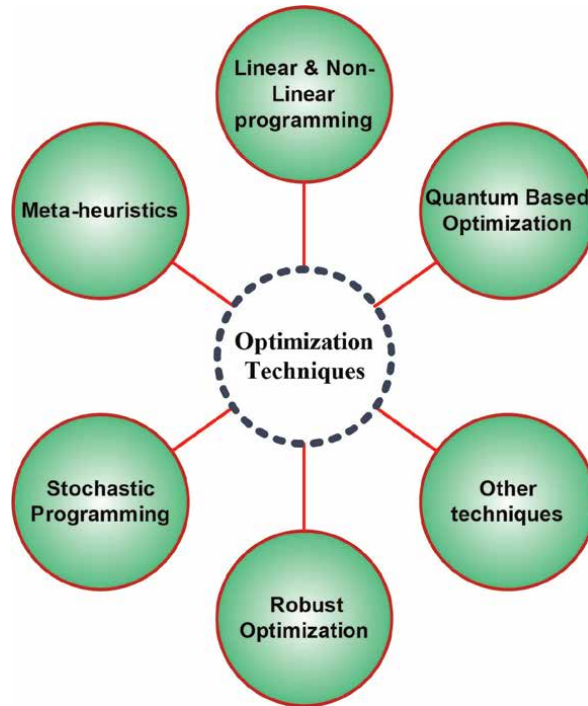 Linear & Non-
Linear
programming
Meta-heuristics
Quantum Based
Optimization
Optimization
Techniques
Stochastic
Programming
Other
techniques
Robust
Optimization